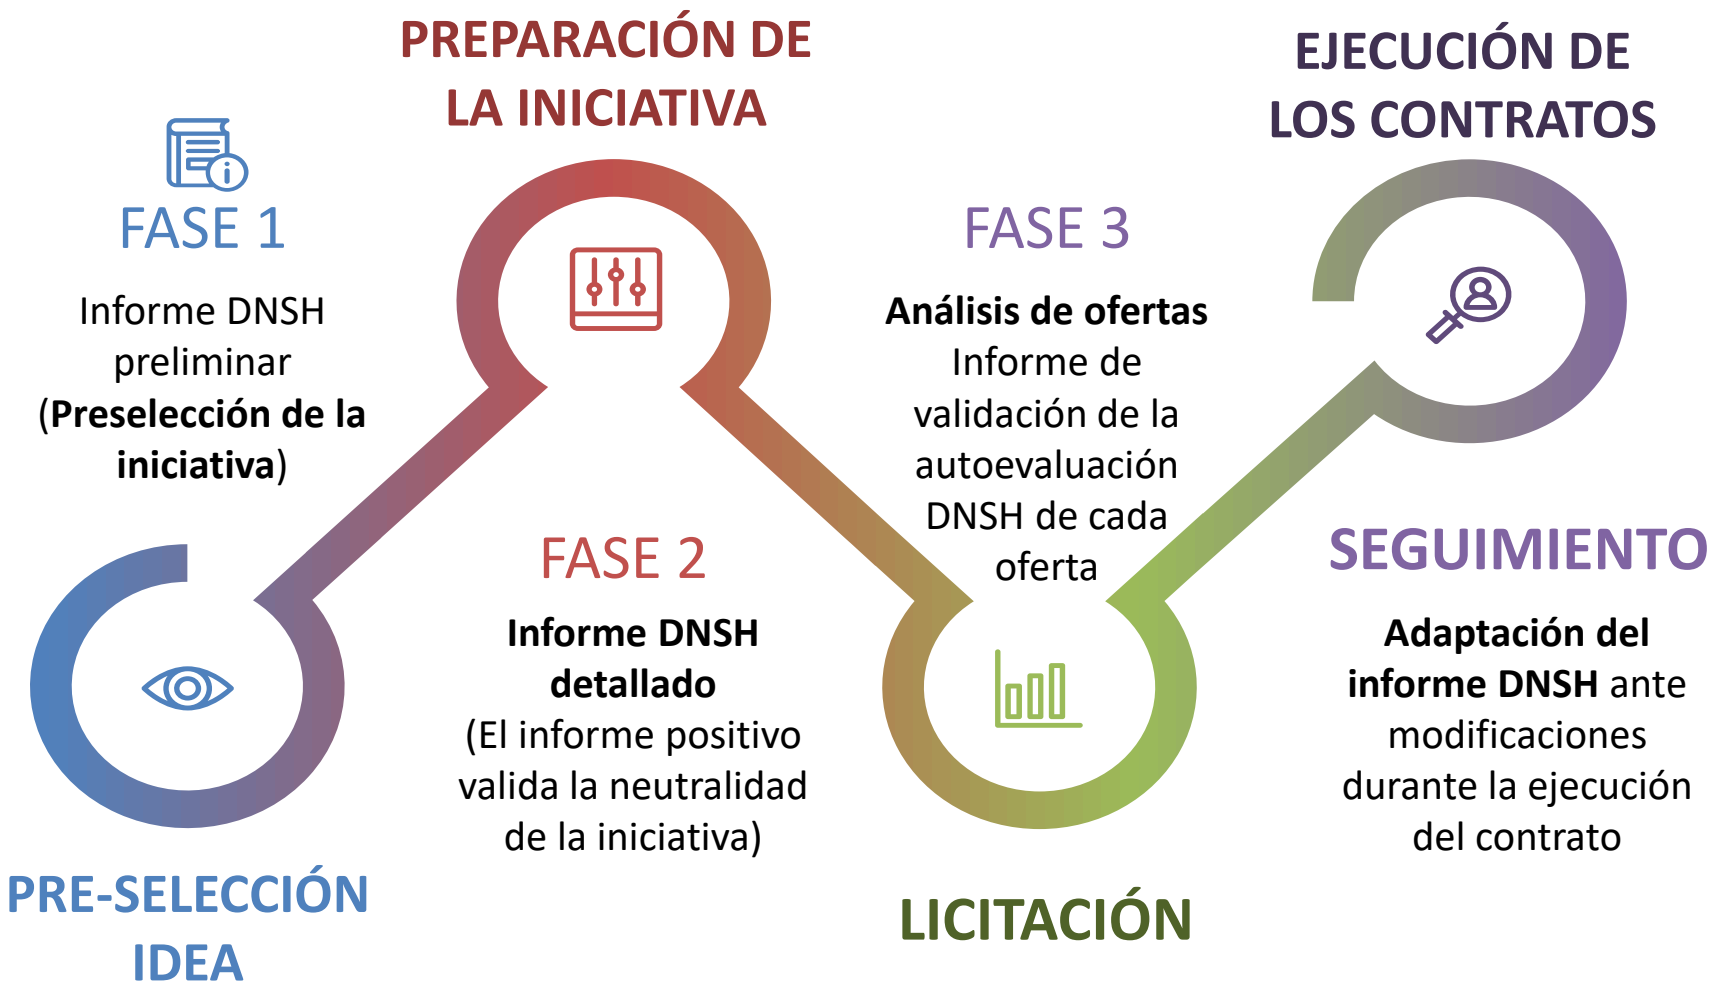 PREPARACIÓN DE
LA INICIATIVA
EJECUCIÓN DE
LOS CONTRATOS
FASE 1
Informe DNSH
preliminar
(Preselección de la
iniciativa)
FASE 2
Informe DNSH
detallado
(El informe positivo
valida la neutralidad
de la iniciativa)
FASE 3
Análisis de ofertas
Informe de
validación de la
autoevaluación
DNSH de cada
oferta
SEGUIMIENTO
Adaptación del
informe DNSH ante
modificaciones
durante la ejecución
del contrato
PRE-SELECCIÓN
IDEA
LICITACIÓN